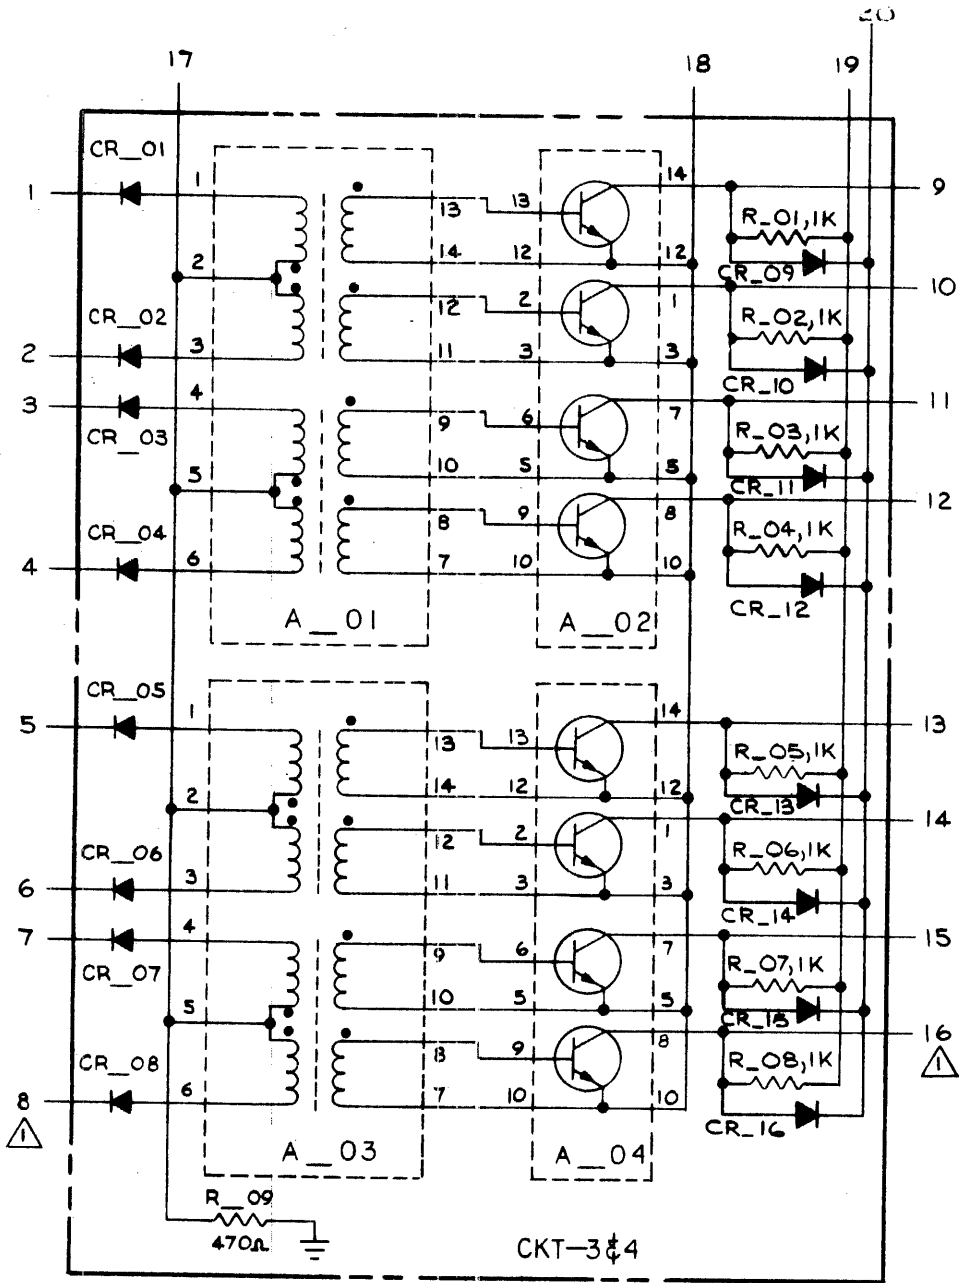 20
17
18
19
CR_01
1
1
13
13
14
9
R_01, 1K
2
14
12
12
CR_09
10
CR_02
12
2
1
R_02, 1K
2
3
11
3
3
CR_10
3
4
9
6
7
11
CR_03
R_03, 1K
5
10
5
5
CR_11
12
CR_04
8
9
8
R_04, 1K
4
6
7
10
10
CR_12
A_01
A_02
CR_05
5
1
13
13
14
13
R_05, 1K
2
14
12
12
CR_13
14
CR_06
12
2
1
R_06, 1K
6
3
11
3
3
CR_14
7
4
9
6
7
15
CR_07
R_07, 1K
5
10
5
5
CR_15
16
1
CR_08
8
9
8
R_08, 1K
8
1
6
7
10
10
CR_16
A_03
A_04
R_09
470Ω
CKT-3&4